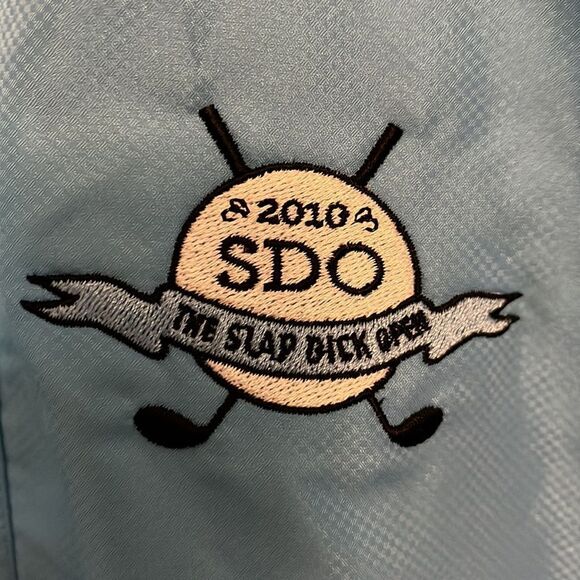 2010
SDO
THE SLAP DICK OPEN